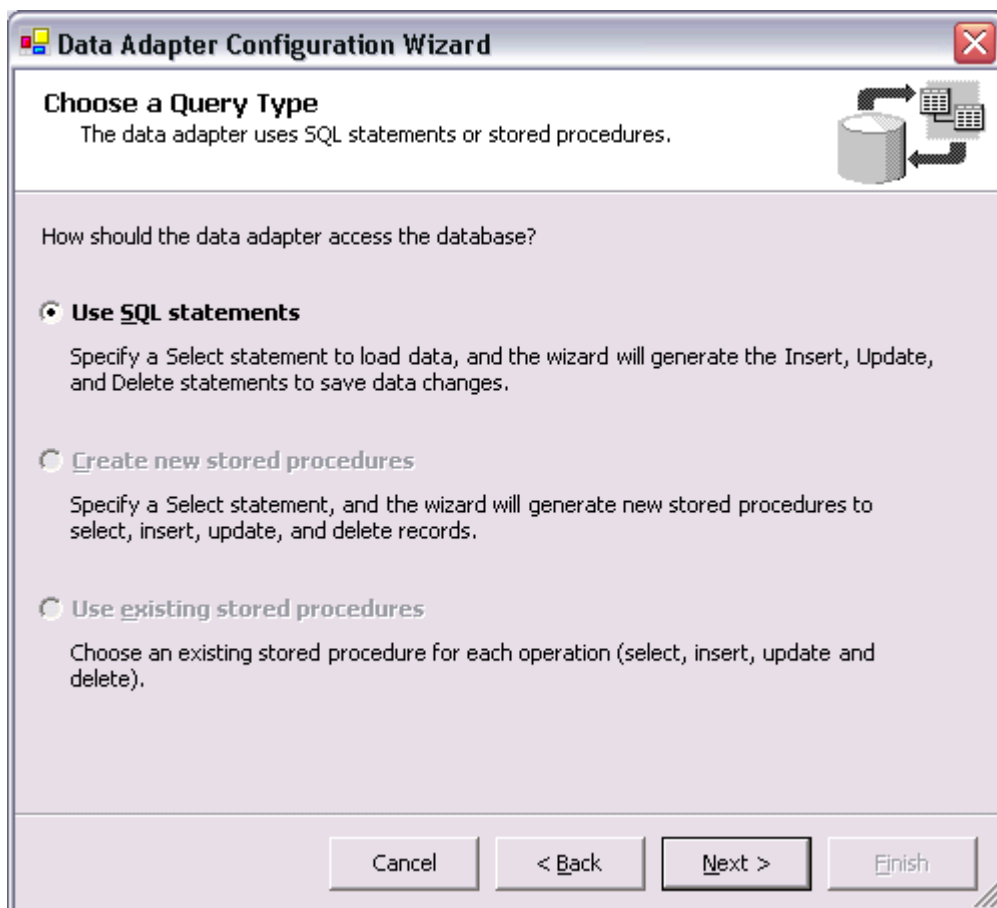 Data Adapter Configuration Wizard
Choose a Query Type
The data adapter uses SQL statements or stored procedures.
How should the data adapter access the database?
Use SQL statements
Specify a Select statement to load data, and the wizard will generate the Insert, Update,
and Delete statements to save data changes.
Create new stored procedures
Specify a Select statement, and the wizard will generate new stored procedures to
select, insert, update, and delete records.
Use existing stored procedures
Choose an existing stored procedure for each operation (select, insert, update and
delete).
Cancel < Back Next > Finish